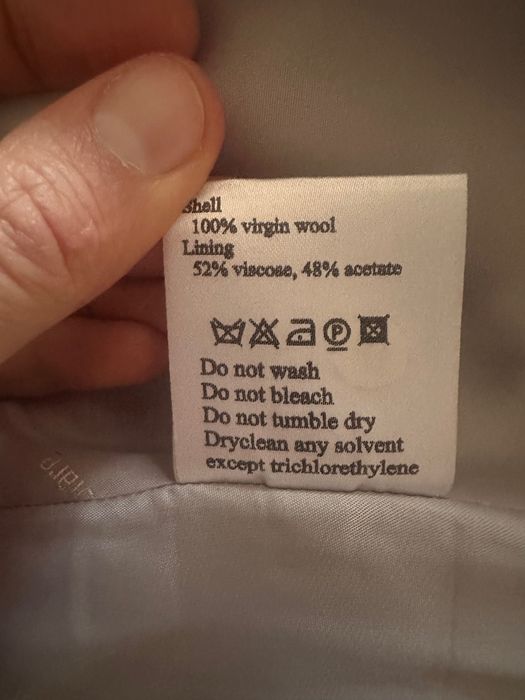 Shell
100% virgin wool
Lining
52% viscose, 48% acetate
P
Do not wash
Do not bleach
Do not tumble dry
Dryclean any solvent
except trichlorethylene